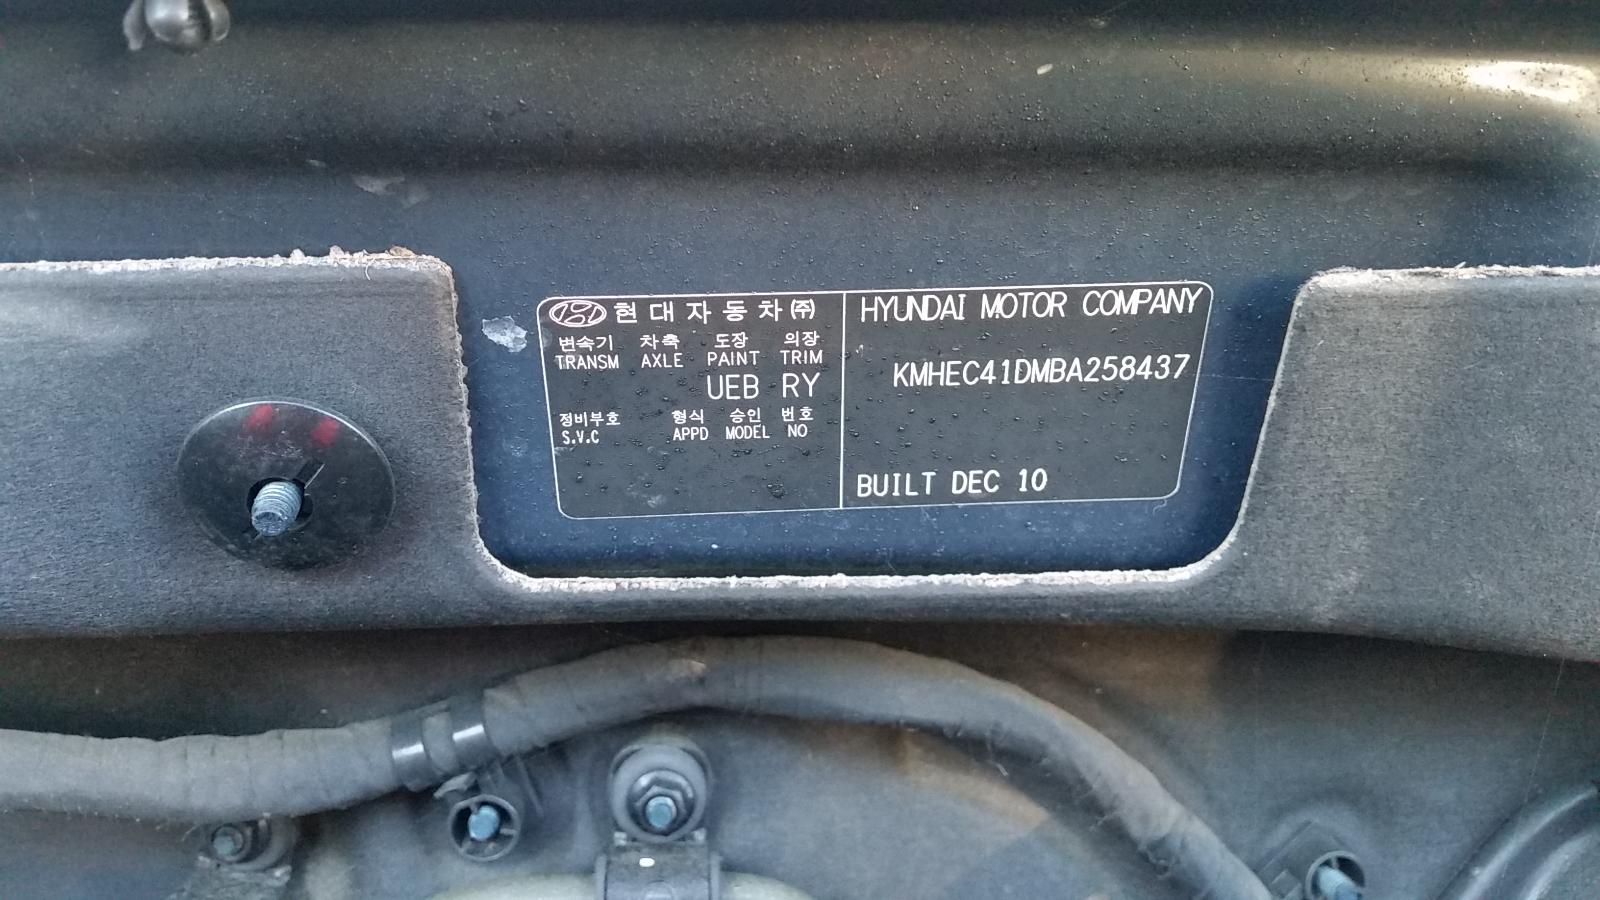 현대자동차㈜
변속기 차축 도장 의장
TRANSM AXLE PAINT TRIM
UEB RY
정비부호 형식 승인 번호
S.V.C APPD MODEL NO
HYUNDAI MOTOR COMPANY
KMHEC41DMBA258437
BUILT DEC 10